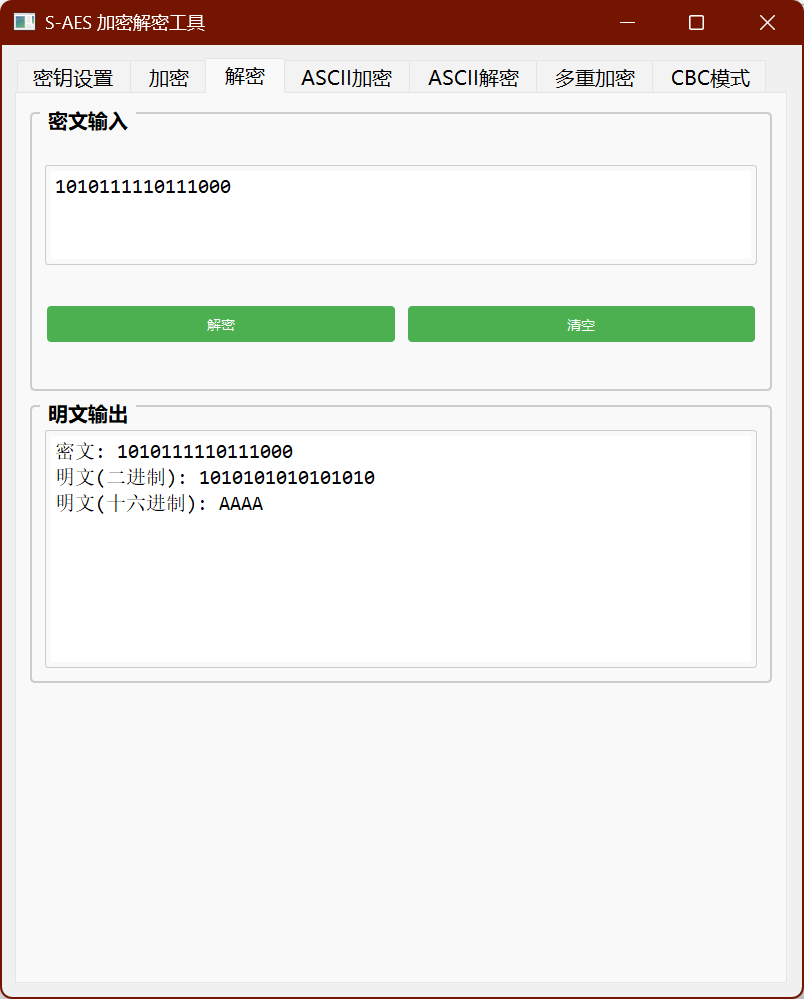 S-AES 加密解密工具
密钥设置 加密 解密 ASCII加密 ASCII解密 多重加密 CBC模式
密文输入
1010111110111000
解密 清空
明文输出
密文: 1010111110111000
明文(二进制): 1010101010101010
明文(十六进制): AAAA